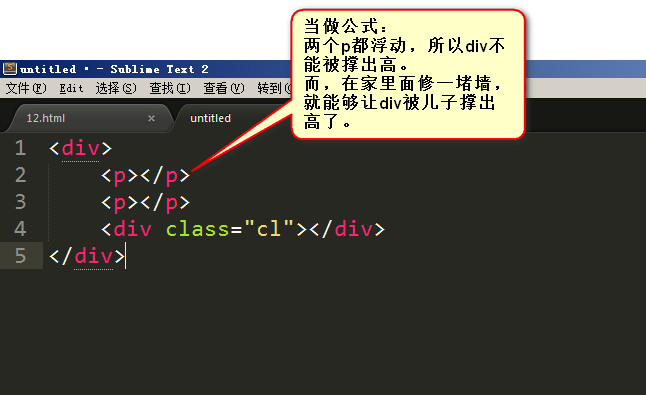 当做公式：
两个p都浮动，所以div不
能被撑出高。
而，在家里面修一堵墙，
就能够让div被儿子撑出
高了。
untitled • - Sublime Text 2
文件(F) Edit 选择(S) 查找(I) 查看(V) 转到(
12.html × untitled
1 <div>
2 <p></p>
3 <p></p>
4 <div class="cl"></div>
5 </div>